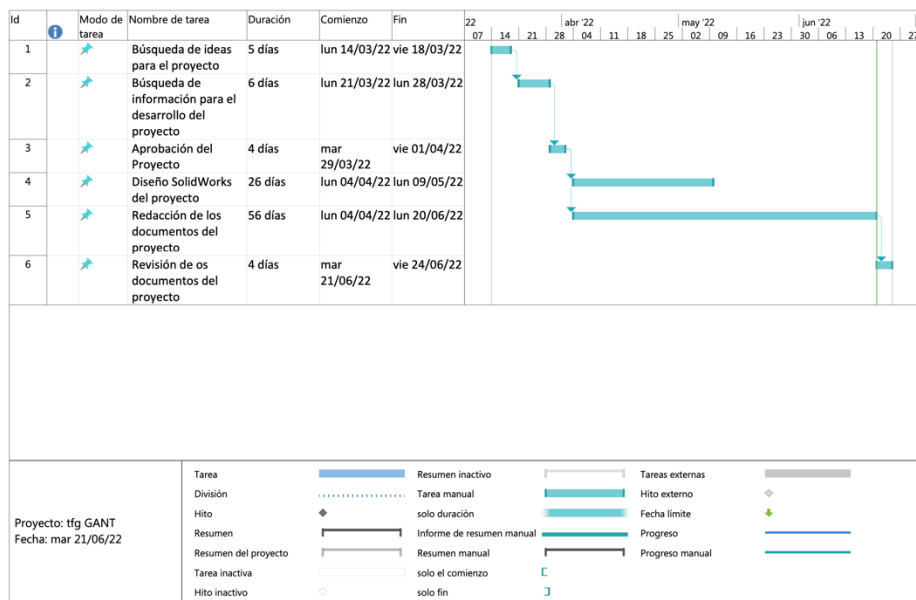 Id Modo de tarea Nombre de tarea Duración Comienzo Fin
22 abr '22 may '22 jun '22
07 14 21 28 04 11 18 25 02 09 16 23 30 06 13 20 27
1 Búsqueda de ideas para el proyecto 5 días lun 14/03/22 vie 18/03/22
2 Búsqueda de información para el desarrollo del proyecto 6 días lun 21/03/22 lun 28/03/22
3 Aprobación del Proyecto 4 días mar 29/03/22 vie 01/04/22
4 Diseño SolidWorks del proyecto 26 días lun 04/04/22 lun 09/05/22
5 Redacción de los documentos del proyecto 56 días lun 04/04/22 lun 20/06/22
6 Revisión de os documentos del proyecto 4 días mar 21/06/22 vie 24/06/22
Proyecto: tfg GANT
Fecha: mar 21/06/22
Tarea
División
Hito
Resumen
Resumen del proyecto
Tarea inactiva
Hito inactivo
Resumen inactivo
Tarea manual
solo duración
Informe de resumen manual
Resumen manual
solo el comienzo
solo fin
Tareas externas
Hito externo
Fecha límite
Progreso
Progreso manual